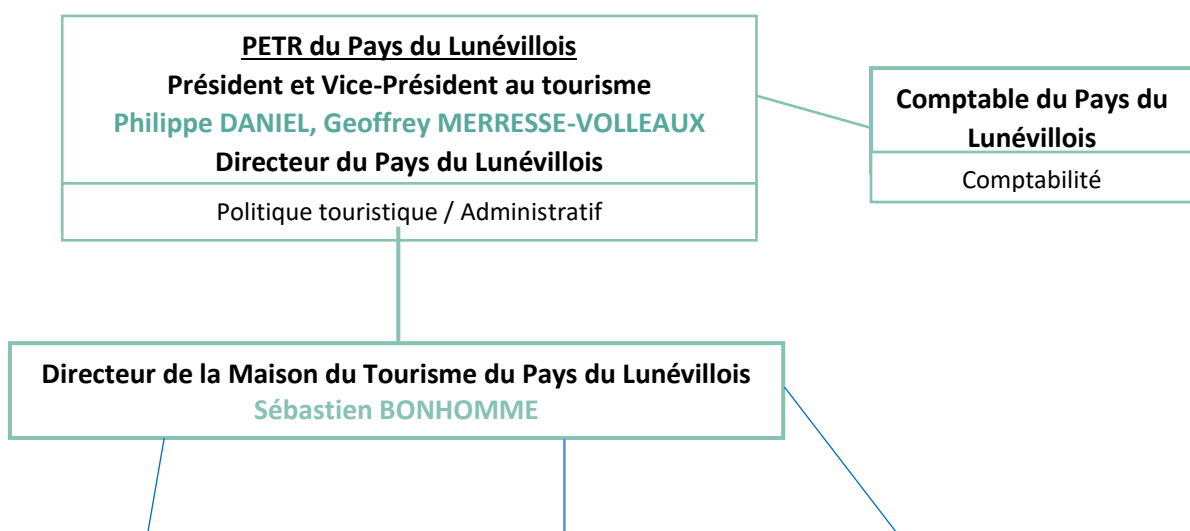 PETR du Pays du Lunévillois
Président et Vice-Président au tourisme
Philippe DANIEL, Geoffrey MERRESSE-VOLLEAUX
Directeur du Pays du Lunévillois
Politique touristique / Administratif
Comptable du Pays du
Lunévillois
Comptabilité
Directeur de la Maison du Tourisme du Pays du Lunévillois
Sébastien BONHOMME